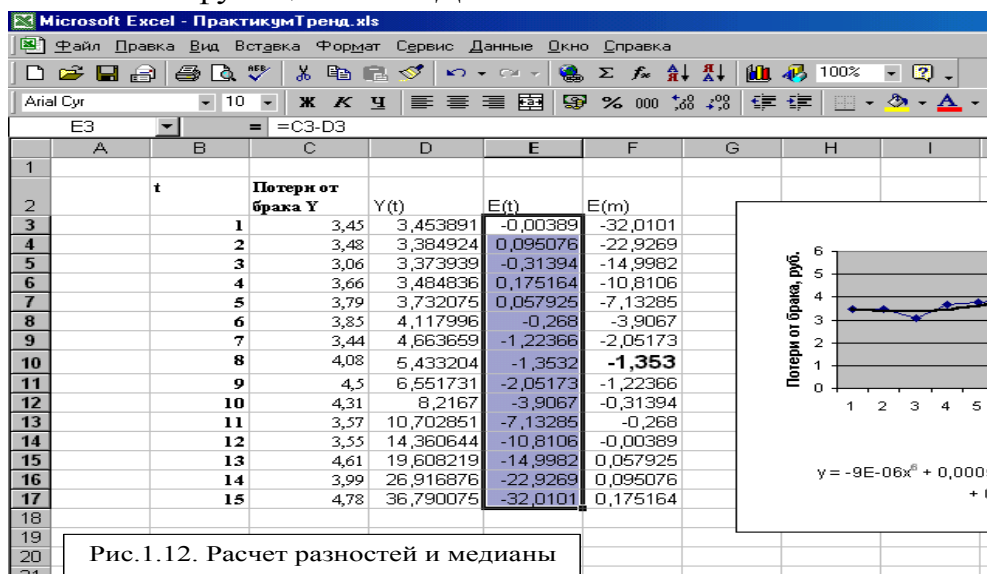 Microsoft Excel - ПрактикумТренд.xls
Файл Правка Вид Вставка Формат Сервис Данные Окно Справка
100%
Arial Cyr 10 Ж К Ч % 000
E3 = =C3-D3
A B C D E F G H I
1
t Потери от
2 брака Y Y(t) E(t) E(m)
3 1 3,45 3,453891 -0,00389 -32,0101
4 2 3,48 3,384924 0,095076 -22,9269
5 3 3,06 3,373939 -0,31394 -14,9982
6 4 3,66 3,484836 0,175164 -10,8106
7 5 3,79 3,732075 0,057925 -7,13285
8 6 3,85 4,117996 -0,268 -3,9067
9 7 3,44 4,663659 -1,22366 -2,05173
10 8 4,08 5,433204 -1,3532 -1,353
11 9 4,5 6,551731 -2,05173 -1,22366
12 10 4,31 8,2167 -3,9067 -0,31394
13 11 3,57 10,702851 -7,13285 -0,268
14 12 3,55 14,360644 -10,8106 -0,00389
15 13 4,61 19,608219 -14,9982 0,057925
16 14 3,99 26,916876 -22,9269 0,095076
17 15 4,78 36,790075 -32,0101 0,175164
18
19
20
Потери от брака, руб.
6
5
4
3
2
1
0
1 2 3 4 5
y = -9E-06x⁶ + 0,000
+
Рис.1.12. Расчет разностей и медианы